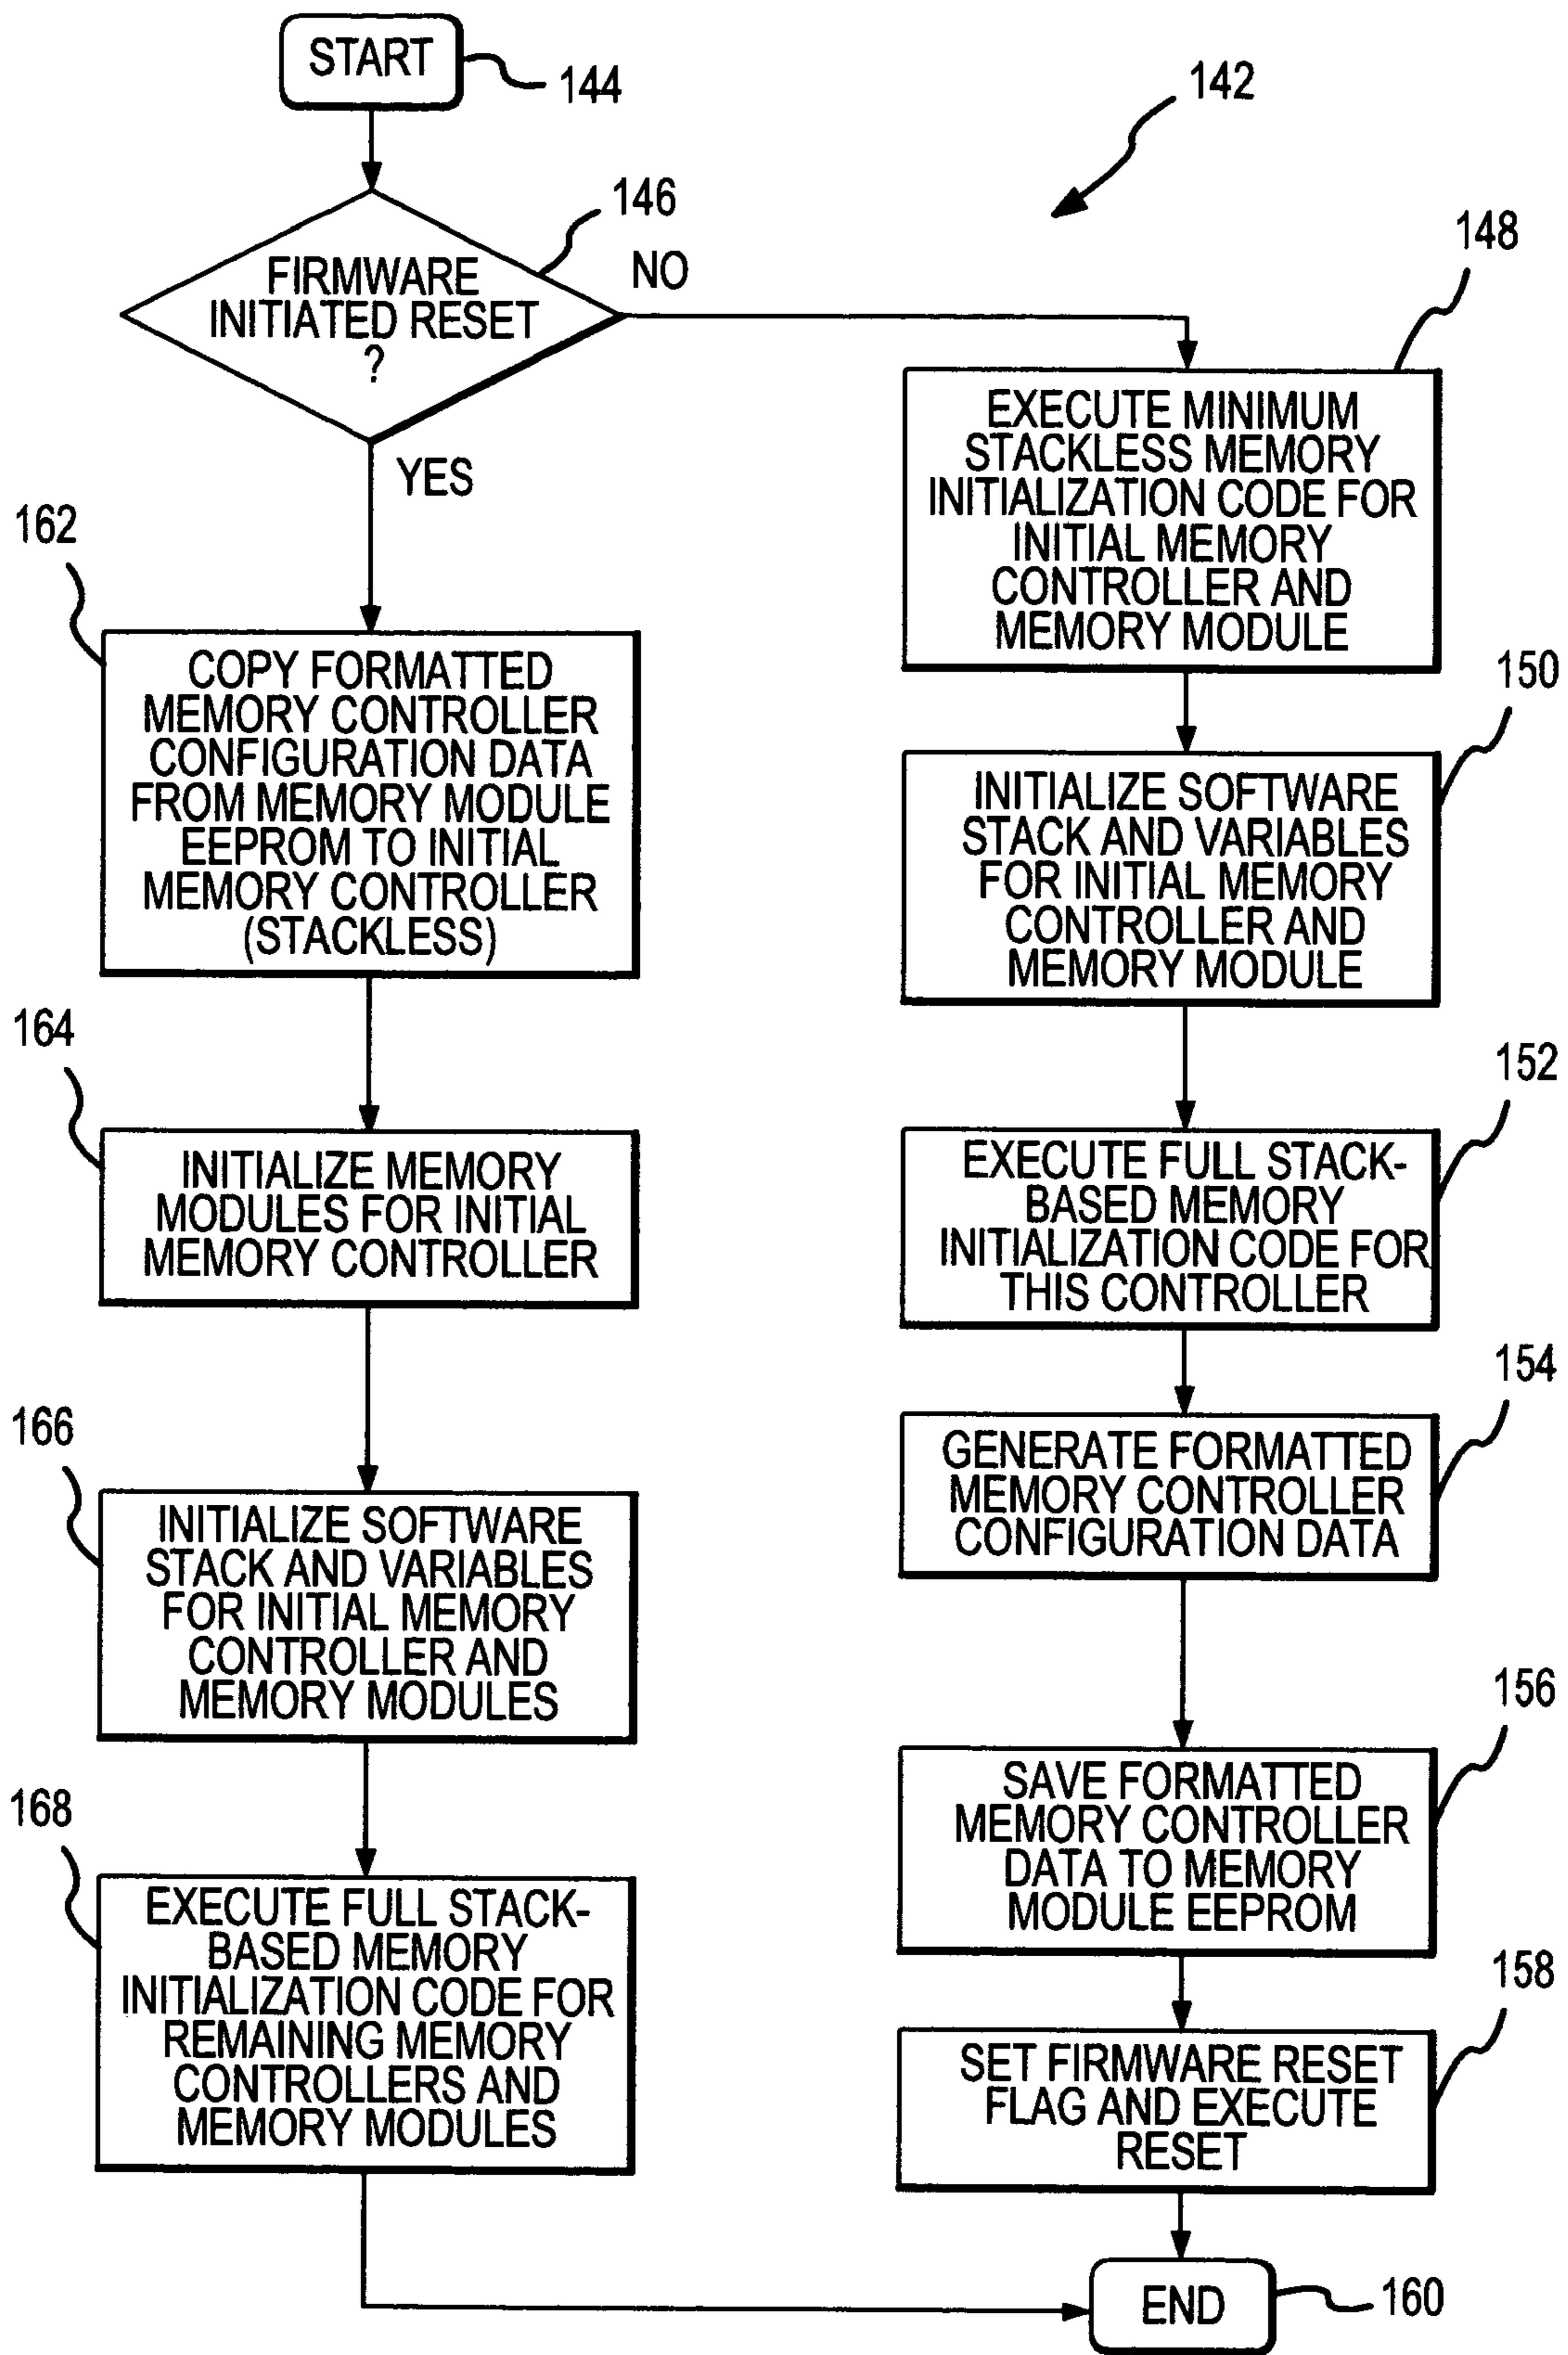 START
144
142
146
FIRMWARE
INITIATED RESET
?
NO
YES
148
EXECUTE MINIMUM
STACKLESS MEMORY
INITIALIZATION CODE FOR
INITIAL MEMORY
CONTROLLER AND
MEMORY MODULE
150
INITIALIZE SOFTWARE
STACK AND VARIABLES
FOR INITIAL MEMORY
CONTROLLER AND
MEMORY MODULE
152
EXECUTE FULL STACK-
BASED MEMORY
INITIALIZATION CODE FOR
THIS CONTROLLER
154
GENERATE FORMATTED
MEMORY CONTROLLER
CONFIGURATION DATA
156
SAVE FORMATTED
MEMORY CONTROLLER
DATA TO MEMORY
MODULE EEPROM
158
SET FIRMWARE RESET
FLAG AND EXECUTE
RESET
162
COPY FORMATTED
MEMORY CONTROLLER
CONFIGURATION DATA
FROM MEMORY MODULE
EEPROM TO INITIAL
MEMORY CONTROLLER
(STACKLESS)
164
INITIALIZE MEMORY
MODULES FOR INITIAL
MEMORY CONTROLLER
166
INITIALIZE SOFTWARE
STACK AND VARIABLES
FOR INITIAL MEMORY
CONTROLLER AND
MEMORY MODULES
168
EXECUTE FULL STACK-
BASED MEMORY
INITIALIZATION CODE FOR
REMAINING MEMORY
CONTROLLERS AND
MEMORY MODULES
END
160